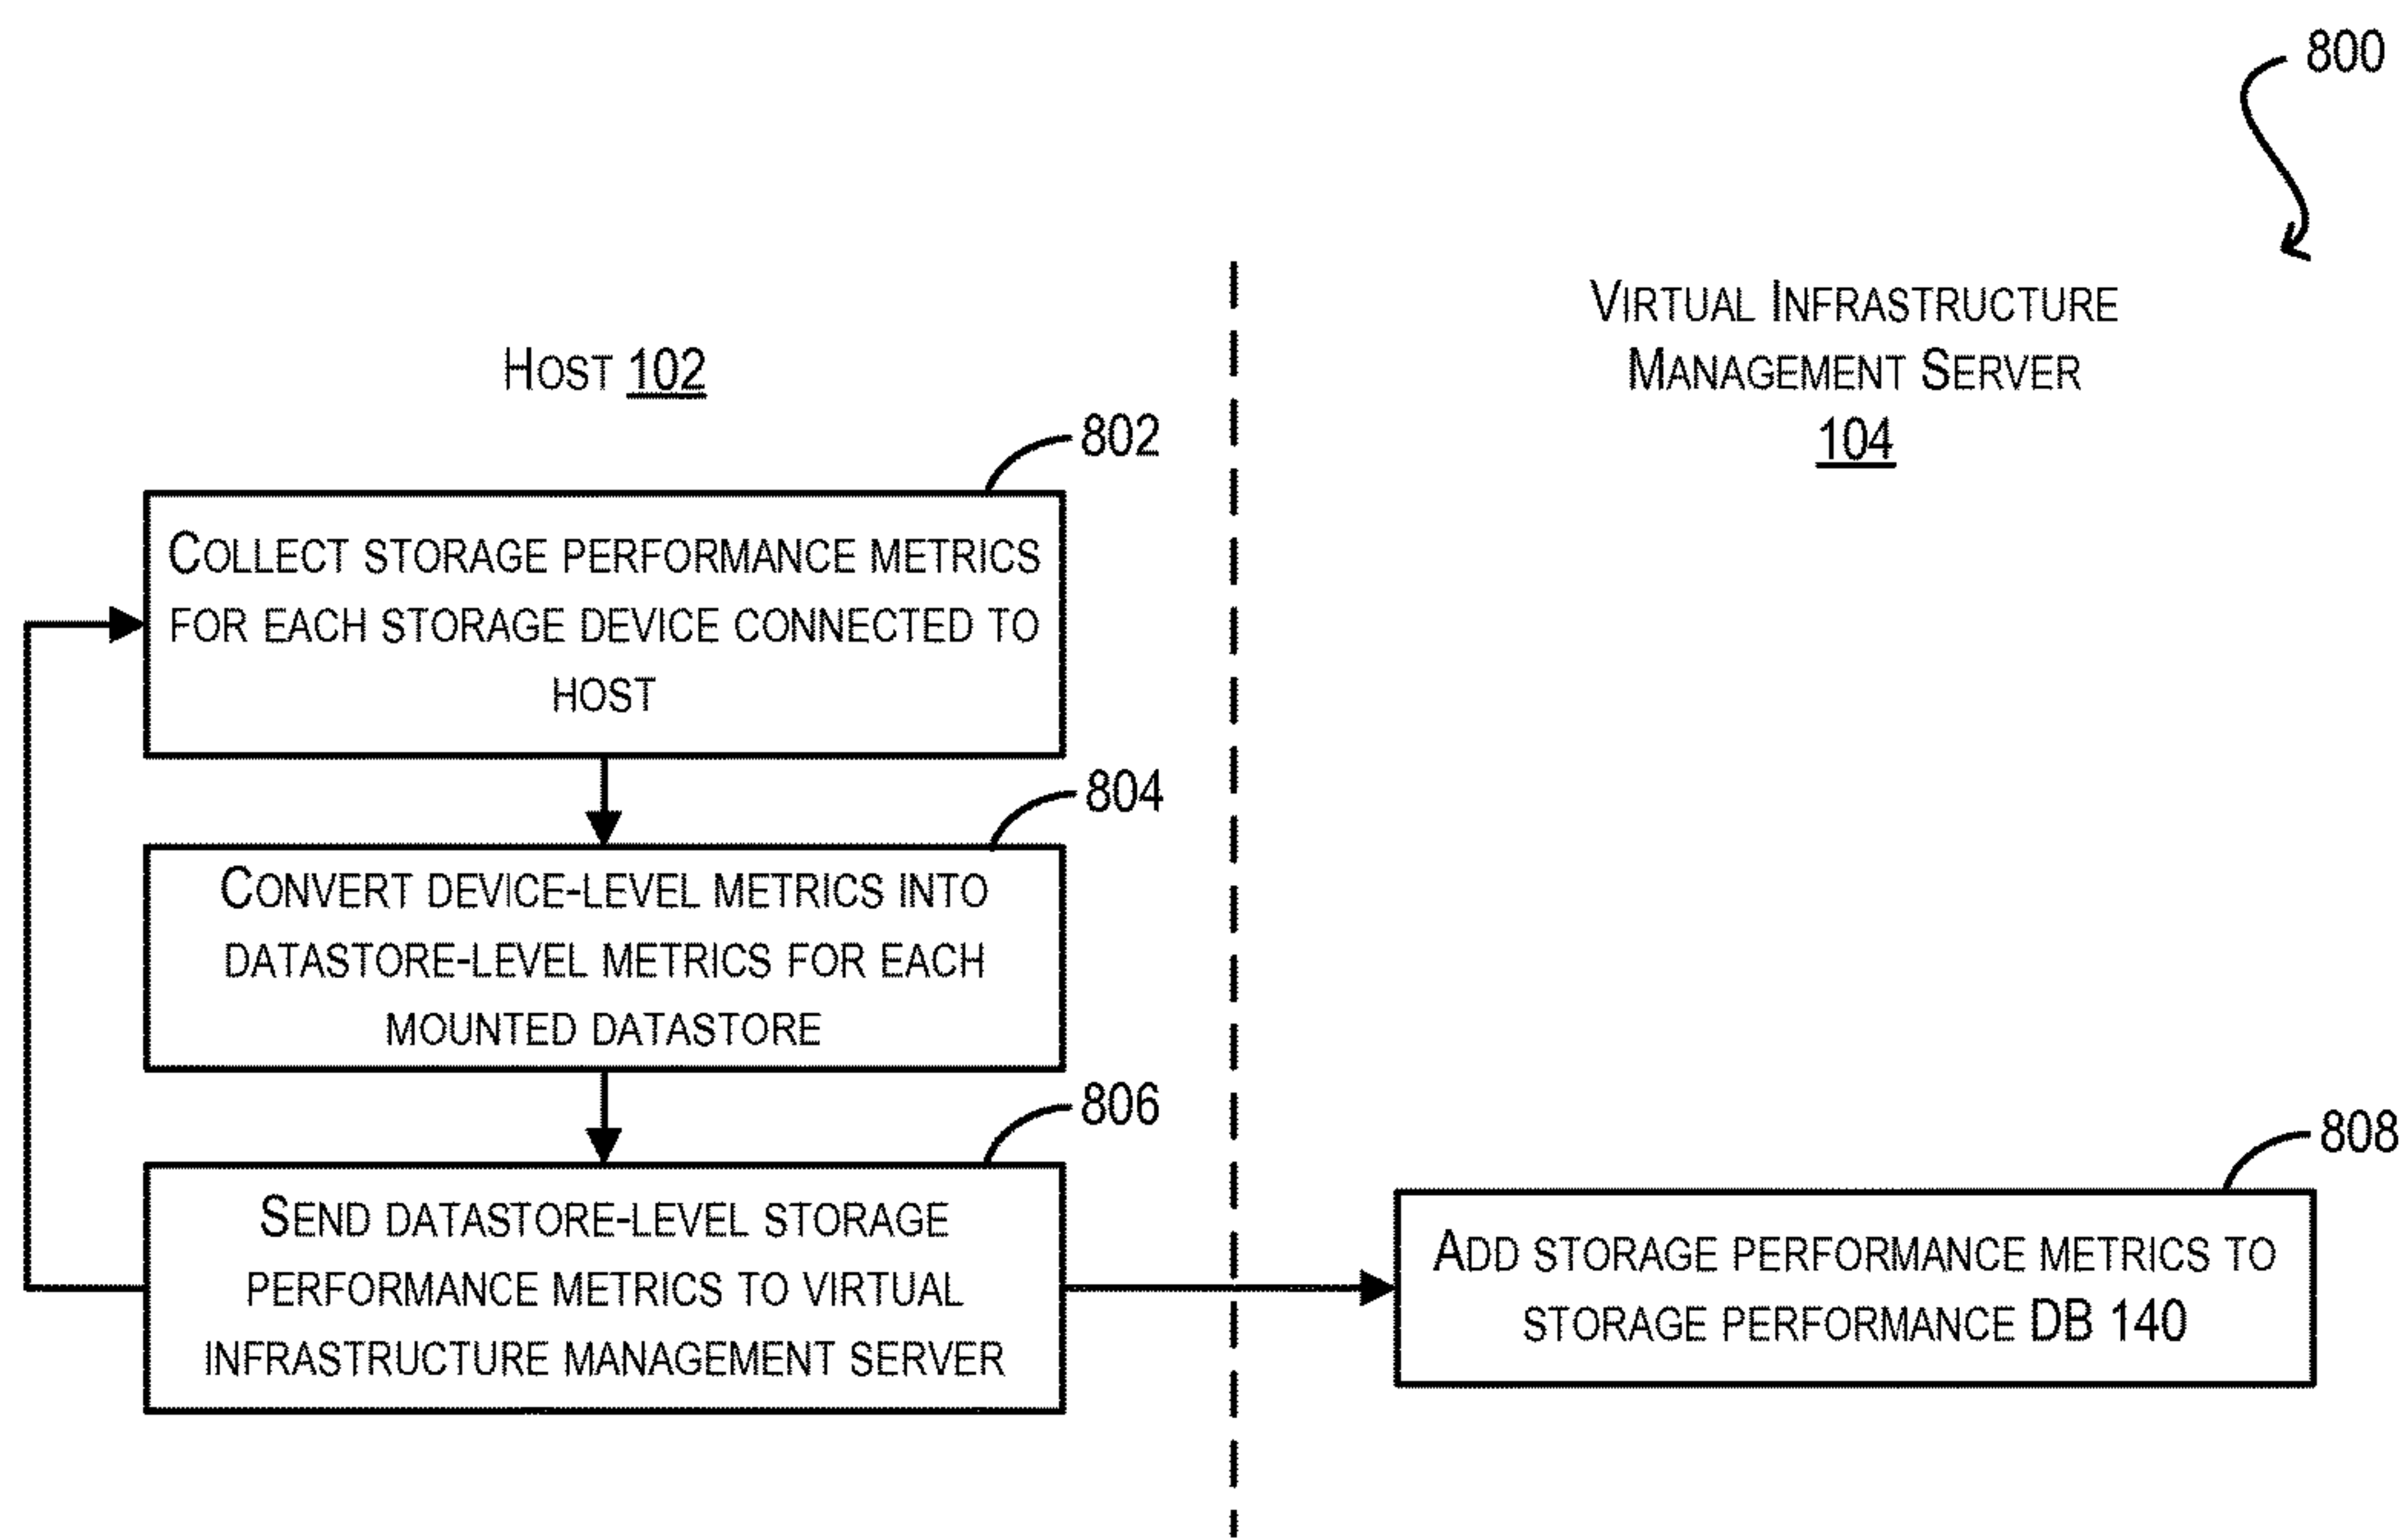 800
VIRTUAL INFRASTRUCTURE
MANAGEMENT SERVER
104
HOST 102
802
COLLECT STORAGE PERFORMANCE METRICS
FOR EACH STORAGE DEVICE CONNECTED TO
HOST
804
CONVERT DEVICE-LEVEL METRICS INTO
DATASTORE-LEVEL METRICS FOR EACH
MOUNTED DATASTORE
806
SEND DATASTORE-LEVEL STORAGE
PERFORMANCE METRICS TO VIRTUAL
INFRASTRUCTURE MANAGEMENT SERVER
808
ADD STORAGE PERFORMANCE METRICS TO
STORAGE PERFORMANCE DB 140